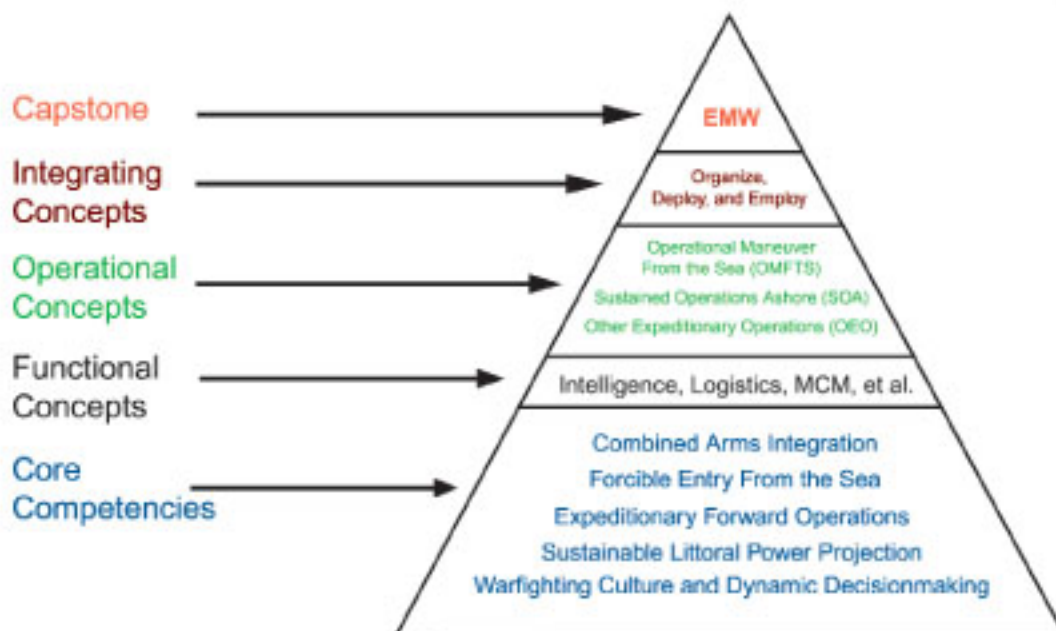 Capstone
EMW
Integrating
Concepts
Organize,
Deploy, and Employ
Operational
Concepts
Operational Maneuver
From the Sea (OMFTS)
Sustained Operations Ashore (SOA)
Other Expeditionary Operations (OEO)
Functional
Concepts
Intelligence, Logistics, MCM, et al.
Core
Competencies
Combined Arms Integration
Forcible Entry From the Sea
Expeditionary Forward Operations
Sustainable Littoral Power Projection
Warfighting Culture and Dynamic Decisionmaking